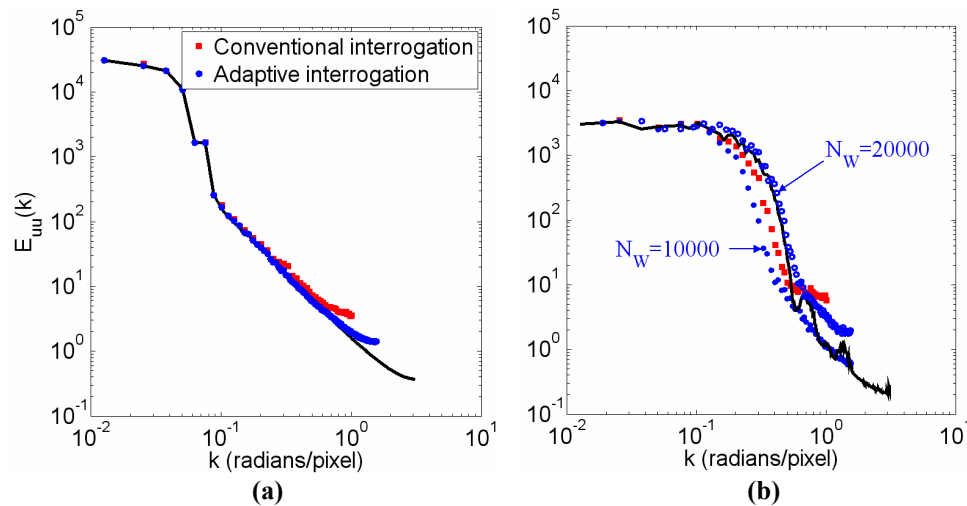 10^5
10^4
10^3
10^2
10^1
10^0
10^-1
E_uu(k)
Conventional interrogation
Adaptive interrogation
10^-2
10^-1
10^0
10^1
k (radians/pixel)
(a)
10^5
10^4
10^3
10^2
10^1
10^0
10^-1
N_W=20000
N_W=10000
10^-2
10^-1
10^0
10^1
k (radians/pixel)
(b)